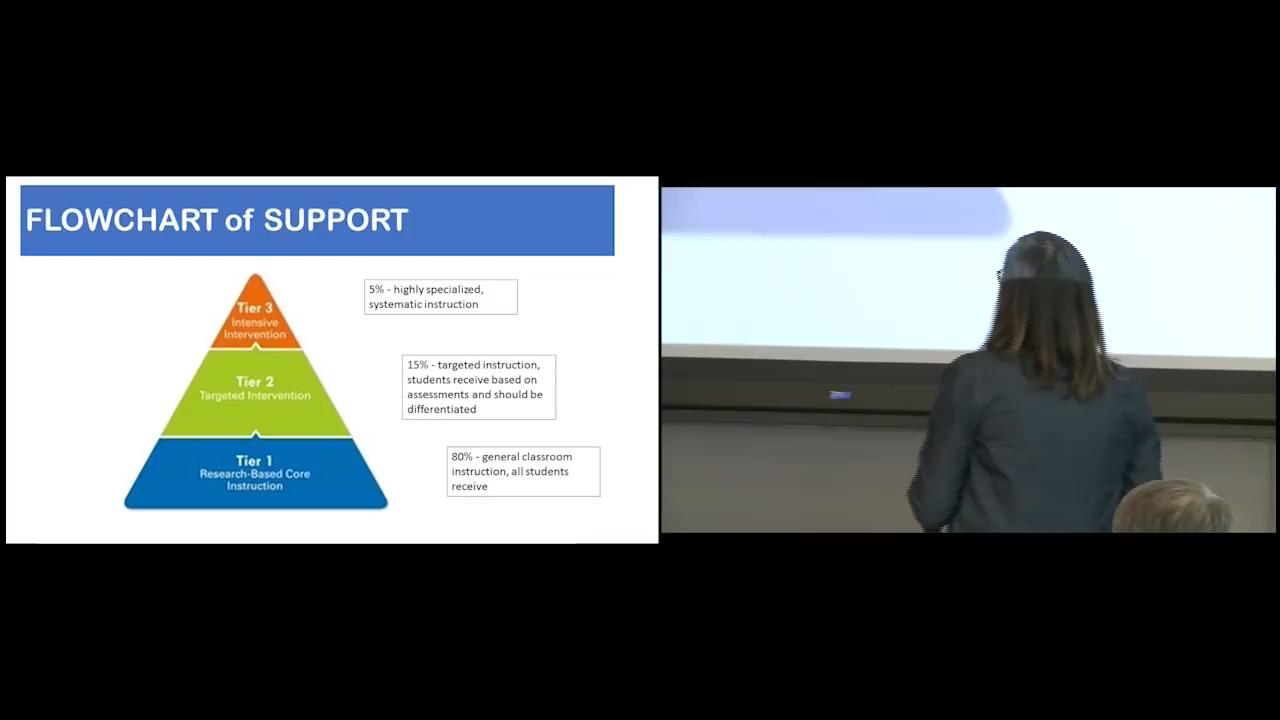 FLOWCHART of SUPPORT
Tier 3
Intensive
Intervention
5% - highly specialized,
systematic instruction
Tier 2
Targeted Intervention
15% - targeted instruction,
students receive based on
assessments and should be
differentiated
Tier 1
Research-Based Core
Instruction
80% - general classroom
instruction, all students
receive